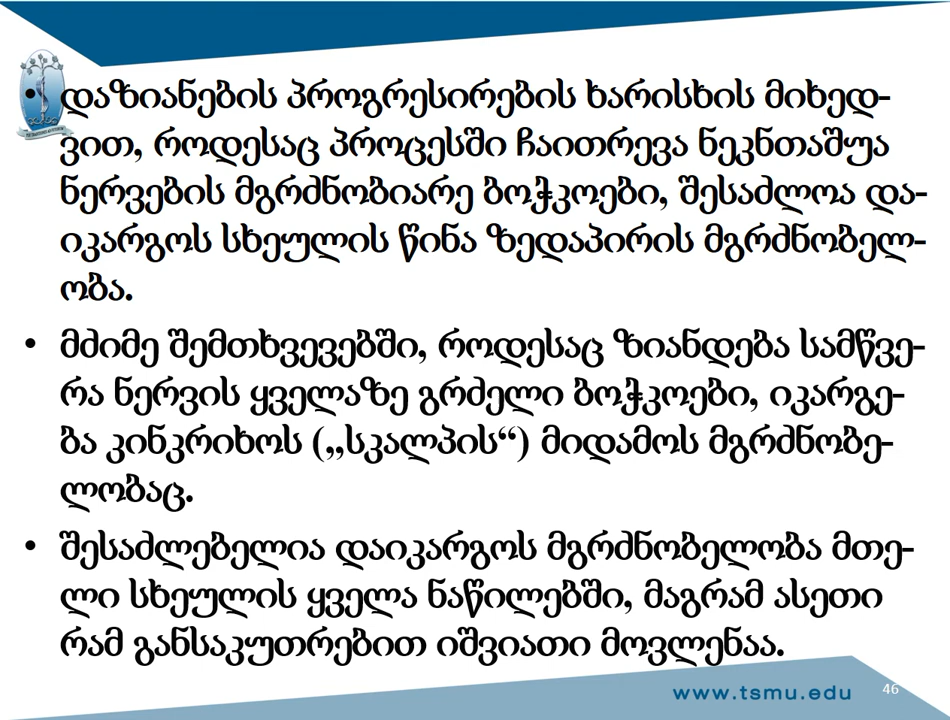 • დაზიანების პროგრესირების ხარისხის მიხედ-
ვით, როდესაც პროცესში ჩაითრევა ნეკნთაშუა
ნერვების მგრძნობიარე ბოჭკოები, შესაძლოა და-
იკარგოს სხეულის წინა ზედაპირის მგრძნობელ-
ობა.
• მძიმე შემთხვევებში, როდესაც ზიანდება სამწვე-
რა ნერვის ყველაზე გრძელი ბოჭკოები, იკარგე-
ბა კინკრიხოს („სკალპის“) მიდამოს მგრძნობე-
ლობაც.
• შესაძლებელია დაიკარგოს მგრძნობელობა მთე-
ლი სხეულის ყველა ნაწილებში, მაგრამ ასეთი
რამ განსაკუთრებით იშვიათი მოვლენაა.
www.tsmu.edu 46